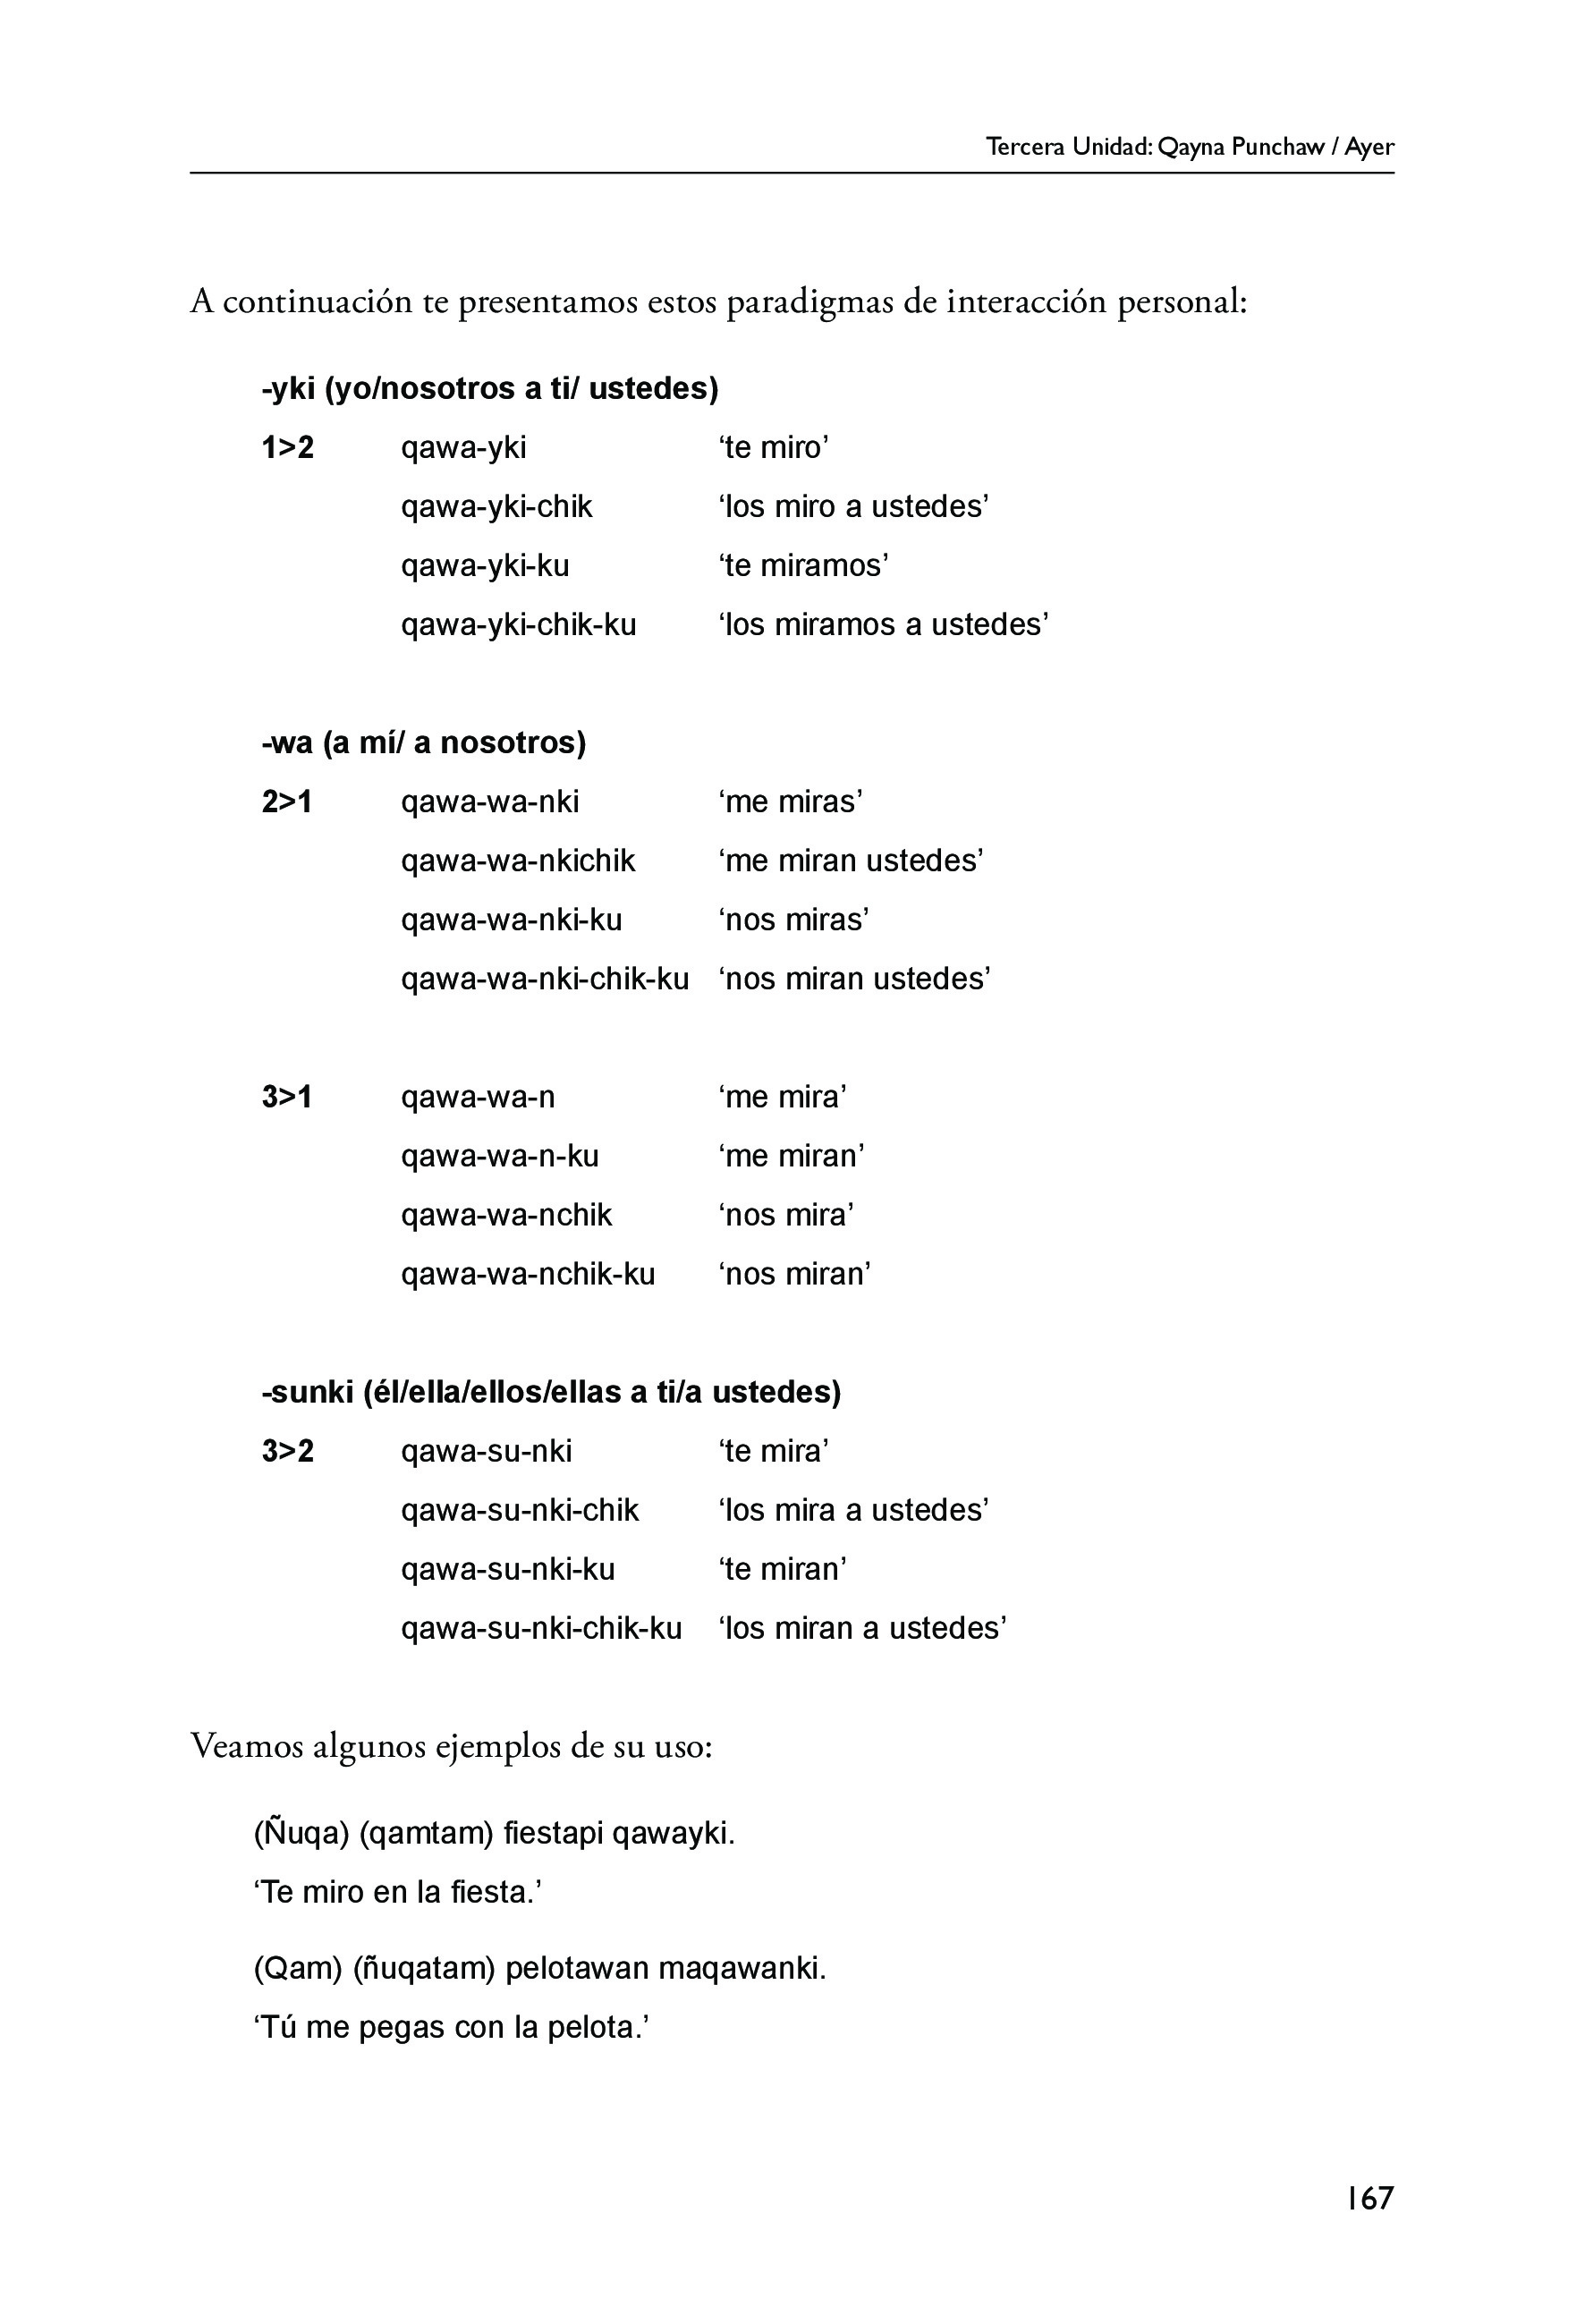 Tercera Unidad: Qayna Punchaw / Ayer
A continuación te presentamos estos paradigmas de interacción personal:
-yki (yo/nosotros a ti/ ustedes)
1>2 qawa-yki ‘te miro’
qawa-yki-chik ‘los miro a ustedes’
qawa-yki-ku ‘te miramos’
qawa-yki-chik-ku ‘los miramos a ustedes’
-wa (a mí/ a nosotros)
2>1 qawa-wa-nki ‘me miras’
qawa-wa-nkichik ‘me miran ustedes’
qawa-wa-nki-ku ‘nos miras’
qawa-wa-nki-chik-ku ‘nos miran ustedes’
3>1 qawa-wa-n ‘me mira’
qawa-wa-n-ku ‘me miran’
qawa-wa-nchik ‘nos mira’
qawa-wa-nchik-ku ‘nos miran’
-sunki (él/ella/ellos/ellas a ti/a ustedes)
3>2 qawa-su-nki ‘te mira’
qawa-su-nki-chik ‘los mira a ustedes’
qawa-su-nki-ku ‘te miran’
qawa-su-nki-chik-ku ‘los miran a ustedes’
Veamos algunos ejemplos de su uso:
(Ñuqa) (qamtam) fiestapi qawayki.
‘Te miro en la fiesta.’
(Qam) (ñuqatam) pelotawan maqawanki.
‘Tú me pegas con la pelota.’
167